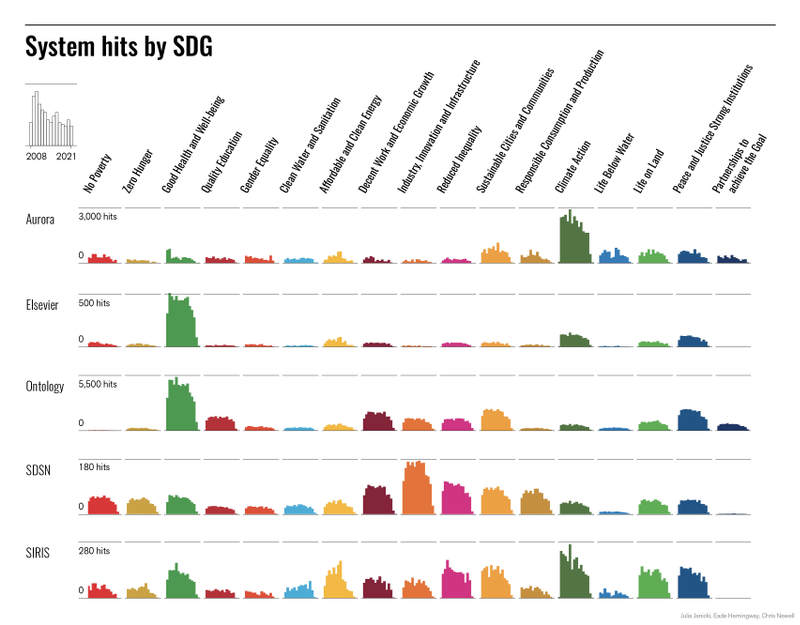 System hits by SDG
2008 2021
No Poverty
Zero Hunger
Good Health and Well-being
Quality Education
Gender Equality
Clean Water and Sanitation
Affordable and Clean Energy
Decent Work and Economic Growth
Industry, Innovation and Infrastructure
Reduced Inequality
Sustainable Cities and Communities
Responsible Consumption and Production
Climate Action
Life Below Water
Life on Land
Peace and Justice Strong Institutions
Partnerships to
achieve the Goal
Aurora
3,000 hits
0
Elsevier
500 hits
0
Ontology
5,500 hits
0
SDSN
180 hits
0
SIRIS
280 hits
0
Julia Janicki, Eade Hemingway, Chris Newell